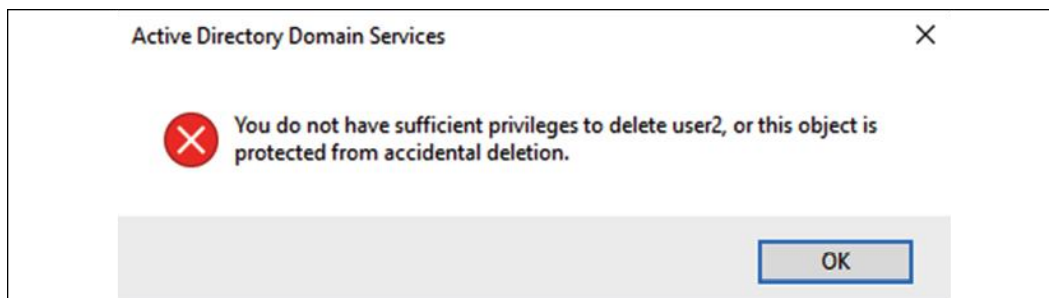 Active Directory Domain Services
You do not have sufficient privileges to delete user2, or this object is
protected from accidental deletion.
OK